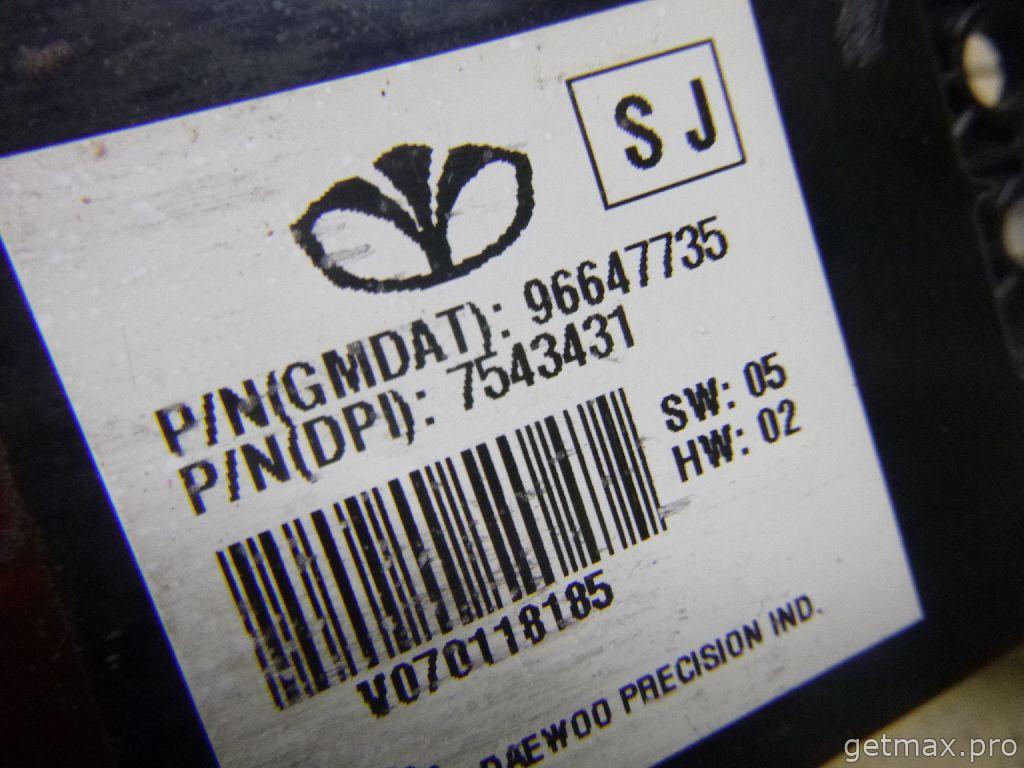 SJ
P/N(GMDAT): 96647735
P/N(DPI): 7543431
SW: 05
HW: 02
V070118185
DAEWOO PRECISION IND.
getmax.pro